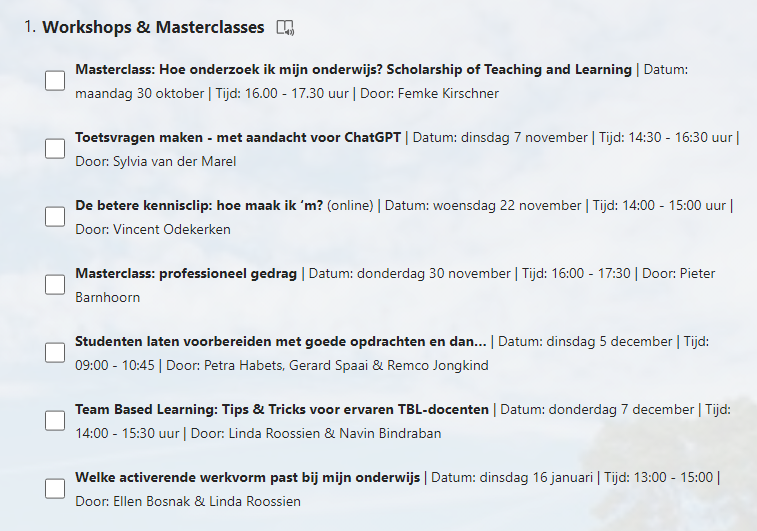 1. Workshops & Masterclasses
Masterclass: Hoe onderzoek ik mijn onderwijs? Scholarship of Teaching and Learning | Datum:
maandag 30 oktober | Tijd: 16.00 - 17.30 uur | Door: Femke Kirschner
Toetsvragen maken - met aandacht voor ChatGPT | Datum: dinsdag 7 november | Tijd: 14:30 - 16:30 uur |
Door: Sylvia van der Marel
De betere kennisclip: hoe maak ik ‘m? (online) | Datum: woensdag 22 november | Tijd: 14:00 - 15:00 uur |
Door: Vincent Odekerken
Masterclass: professioneel gedrag | Datum: donderdag 30 november | Tijd: 16:00 - 17:30 | Door: Pieter
Barnhoorn
Studenten laten voorbereiden met goede opdrachten en dan... | Datum: dinsdag 5 december | Tijd:
09:00 - 10:45 | Door: Petra Habets, Gerard Spaai & Remco Jongkind
Team Based Learning: Tips & Tricks voor ervaren TBL-docenten | Datum: donderdag 7 december | Tijd:
14:00 - 15:30 uur | Door: Linda Roossien & Navin Bindraban
Welke activerende werkvorm past bij mijn onderwijs | Datum: dinsdag 16 januari | Tijd: 13:00 - 15:00 |
Door: Ellen Bosnak & Linda Roossien